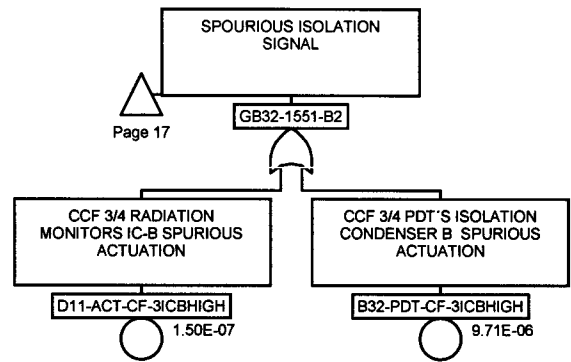 SPOURIOUS ISOLATION
SIGNAL
Page 17
GB32-1551-B2
CCF 3/4 RADIATION
MONITORS IC-B SPURIOUS
ACTUATION
D11-ACT-CF-3ICBHIGH
1.50E-07
CCF 3/4 PDT´S ISOLATION
CONDENSER B SPURIOUS
ACTUATION
B32-PDT-CF-3ICBHIGH
9.71E-06